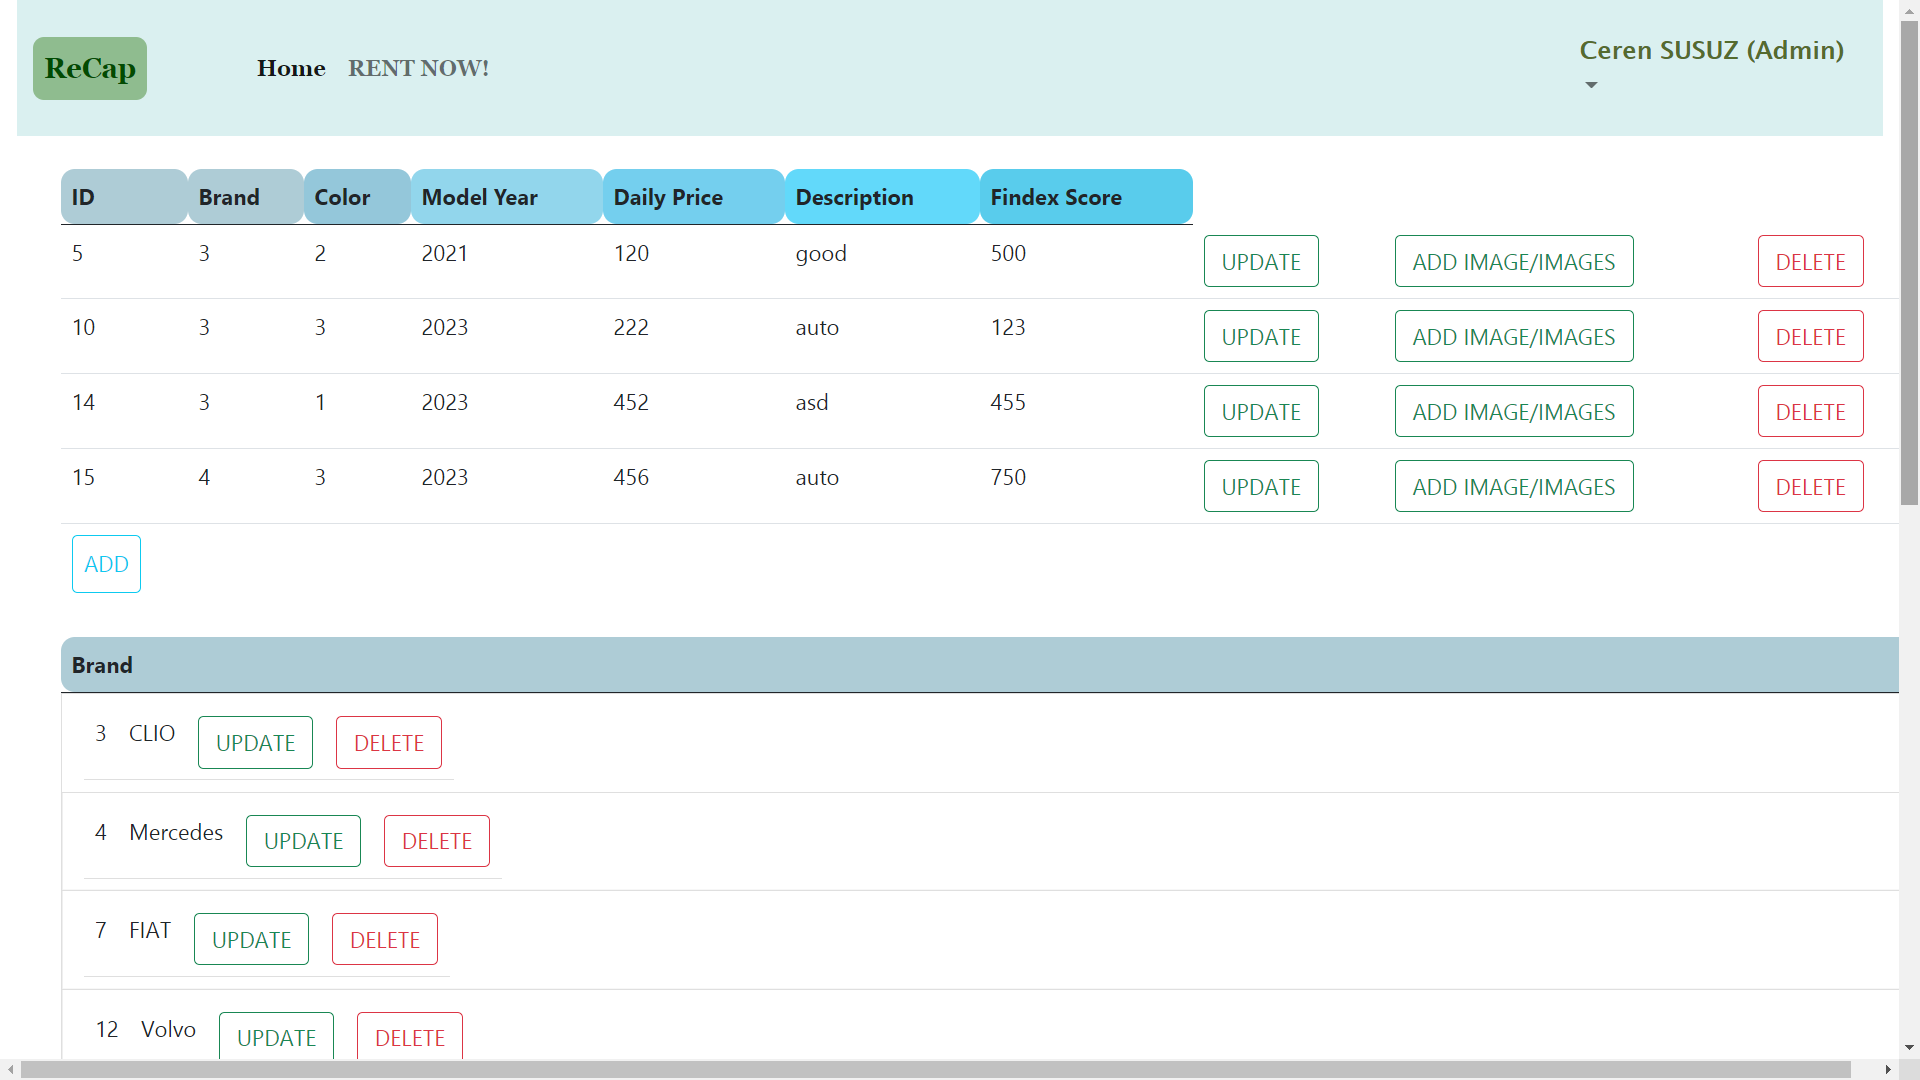 ReCap Home RENT NOW! Ceren SUSUZ (Admin)
ID Brand Color Model Year Daily Price Description Findex Score
5 3 2 2021 120 good 500 UPDATE ADD IMAGE/IMAGES DELETE
10 3 3 2023 222 auto 123 UPDATE ADD IMAGE/IMAGES DELETE
14 3 1 2023 452 asd 455 UPDATE ADD IMAGE/IMAGES DELETE
15 4 3 2023 456 auto 750 UPDATE ADD IMAGE/IMAGES DELETE
ADD
Brand
3 CLIO UPDATE DELETE
4 Mercedes UPDATE DELETE
7 FIAT UPDATE DELETE
12 Volvo UPDATE DELETE